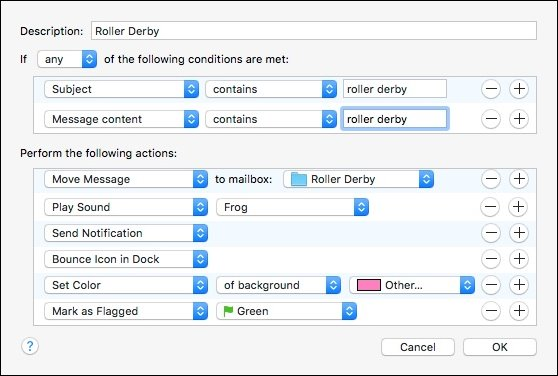 Description: Roller Derby
If any of the following conditions are met:
Subject contains roller derby
Message content contains roller derby
Perform the following actions:
Move Message to mailbox: Roller Derby
Play Sound Frog
Send Notification
Bounce Icon in Dock
Set Color of background Other...
Mark as Flagged Green
? Cancel OK